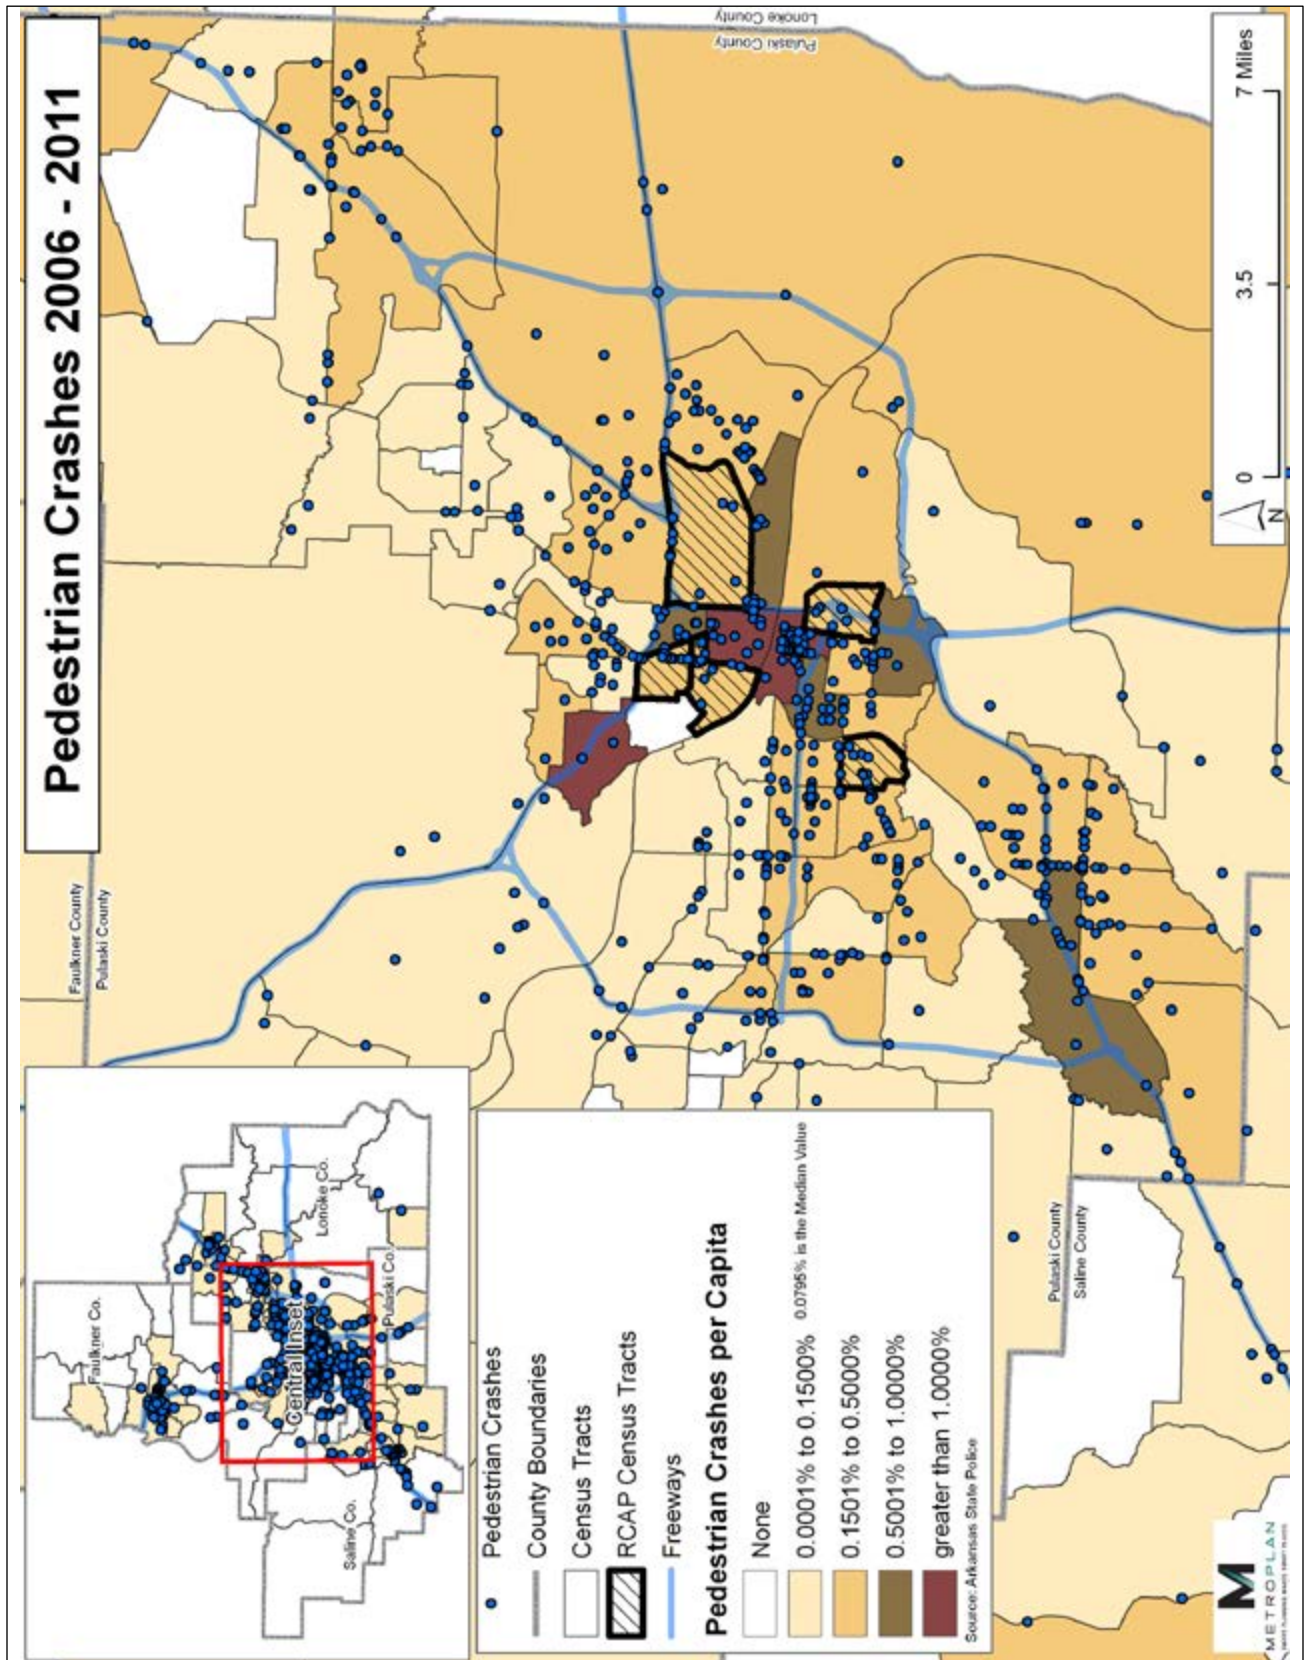 Pedestrian Crashes 2006 - 2011
Faulkner County
Pulaski County
Lonoke County
Pulaski County
Faulkner Co.
Lonoke Co.
Central Inset
Pulaski Co.
Saline Co.
Pedestrian Crashes
County Boundaries
Census Tracts
RCAP Census Tracts
Freeways
Pedestrian Crashes per Capita
None
0.0001% to 0.1500% 0.0795% is the Median Value
0.1501% to 0.5000%
0.5001% to 1.0000%
greater than 1.0000%
Source: Arkansas State Police
Pulaski County
Saline County
N
0 3.5 7 Miles
M
METROPLAN